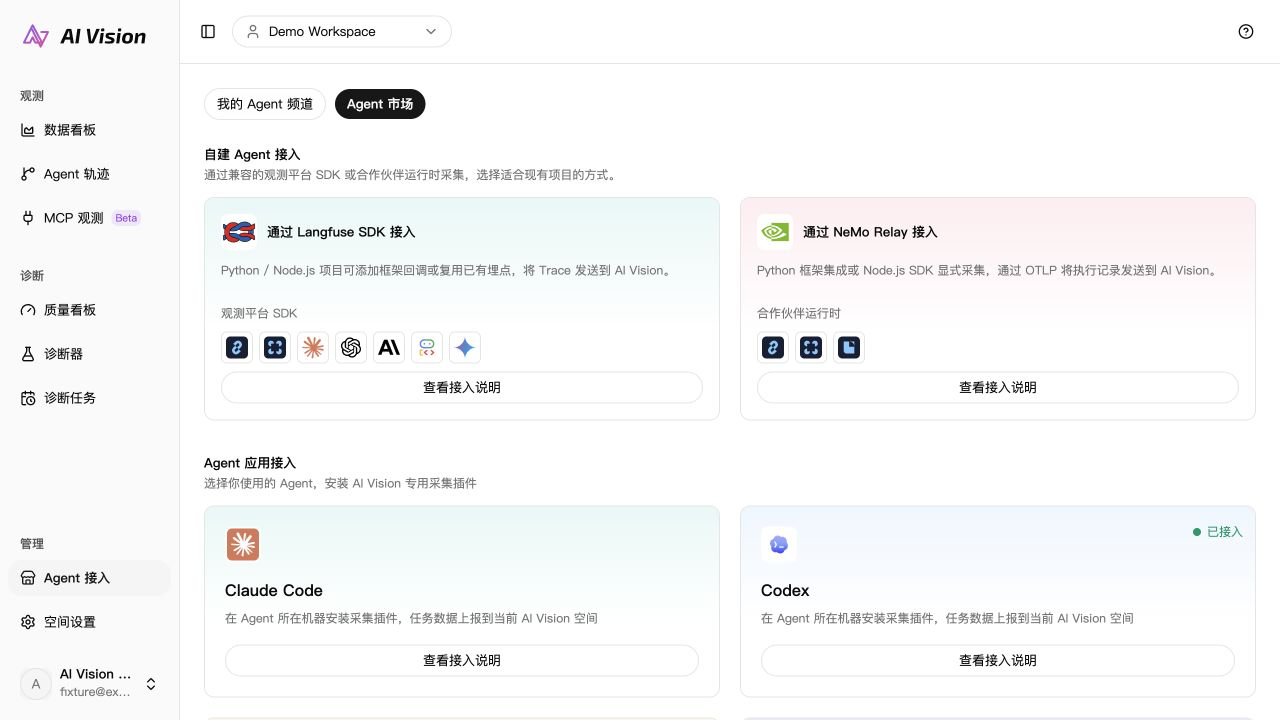 AI Vision
Demo Workspace
观测
数据看板
Agent 轨迹
MCP 观测 Beta
诊断
质量看板
诊断器
诊断任务
管理
Agent 接入
空间设置
A
AI Vision ...
fixture@ex...
我的 Agent 频道
Agent 市场
自建 Agent 接入
通过兼容的观测平台 SDK 或合作伙伴运行时采集，选择适合现有项目的方式。
通过 Langfuse SDK 接入
Python / Node.js 项目可添加框架回调或复用已有埋点，将 Trace 发送到 AI Vision。
观测平台 SDK
查看接入说明
通过 NeMo Relay 接入
Python 框架集成或 Node.js SDK 显式采集，通过 OTLP 将执行记录发送到 AI Vision。
合作伙伴运行时
查看接入说明
Agent 应用接入
选择你使用的 Agent，安装 AI Vision 专用采集插件
Claude Code
在 Agent 所在机器安装采集插件，任务数据上报到当前 AI Vision 空间
查看接入说明
已接入
Codex
在 Agent 所在机器安装采集插件，任务数据上报到当前 AI Vision 空间
查看接入说明